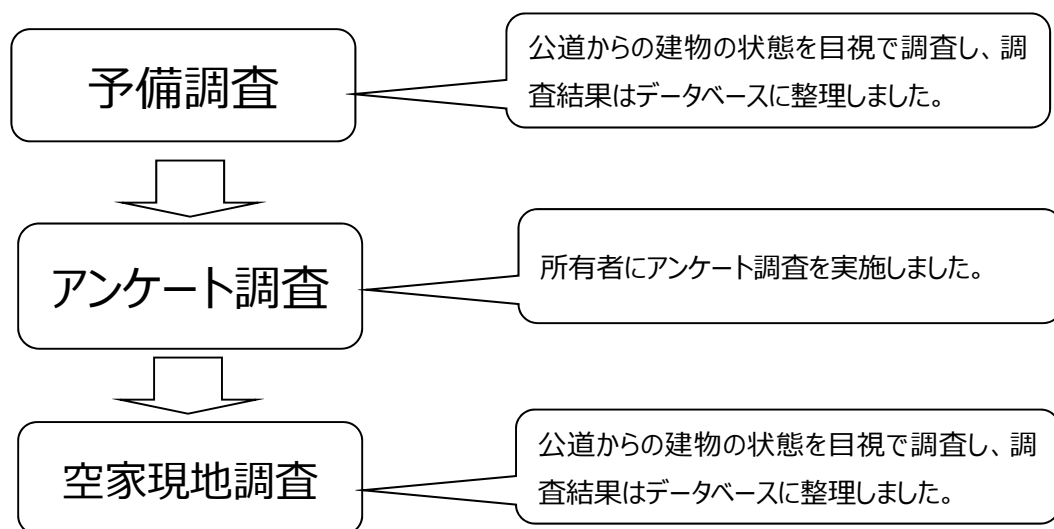 予備調査
公道からの建物の状態を目視で調査し、調
査結果はデータベースに整理しました。
アンケート調査
所有者にアンケート調査を実施しました。
空家現地調査
公道からの建物の状態を目視で調査し、調
査結果はデータベースに整理しました。